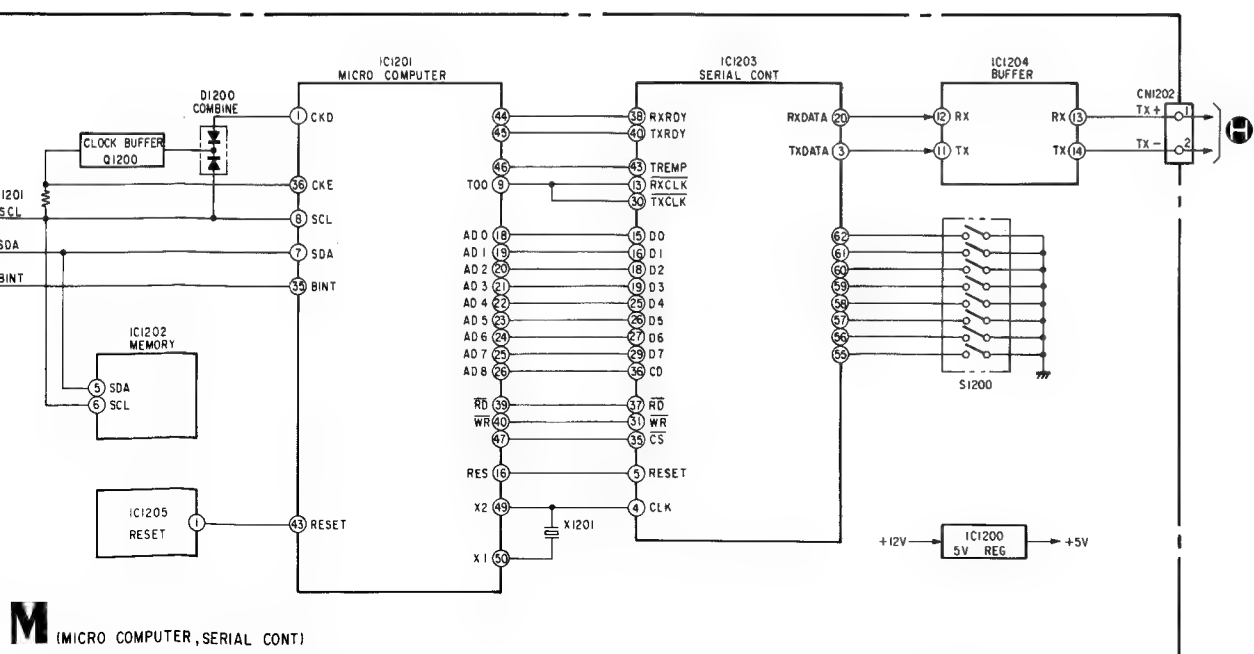 IC1201
MICRO COMPUTER
IC1203
SERIAL CONT
IC1204
BUFFER
CN1202
D1200
COMBINE
CLOCK BUFFER
Q1200
1201
SCL
SDA
BINT
1 CKD
36 CKE
8 SCL
7 SDA
35 BINT
43 RESET
IC1202
MEMORY
5 SDA
6 SCL
IC1205
RESET
1
44
45
46
TOO 9
AD0 18
AD1 19
AD2 20
AD3 21
AD4 22
AD5 23
AD6 24
AD7 25
AD8 26
RD 39
WR 40
47
RES 16
X2 49
X1 50
X1201
38 RXRDY
40 TXRDY
43 TREMP
13 RXCLK
30 TXCLK
15 D0
16 D1
18 D2
19 D3
25 D4
26 D5
27 D6
29 D7
36 CD
37 RD
31 WR
35 CS
5 RESET
4 CLK
RXDATA 20
TXDATA 3
62
61
60
59
58
57
56
55
12 RX
11 TX
RX 13
TX 14
TX+ 1
TX- 2
H
S1200
+12V
IC1200
5V REG
+5V
M (MICRO COMPUTER, SERIAL CONT)